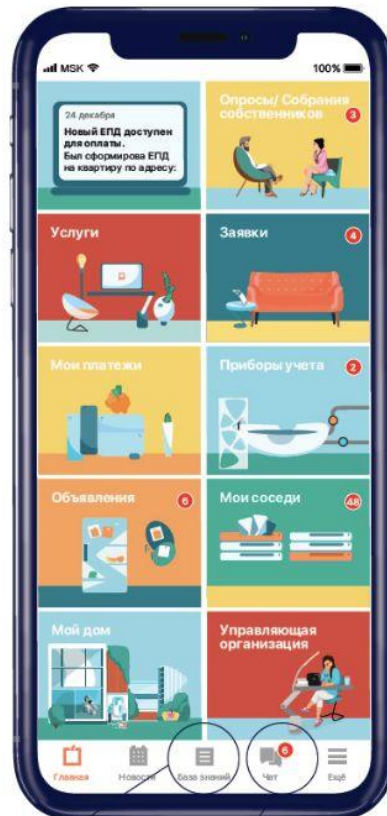 MSK
100%
24 декабря
Новый ЕПД доступен
для оплаты.
Был сформирова ЕПД
на квартиру по адресу:
Опросы/ Собрания
собственников
3
Услуги
Заявки
4
Мои платежи
Приборы учета
2
Объявления
6
Мои соседи
48
Мой дом
Управляющая
организация
Главная
Новости
База знений
6
Чет
Ещё